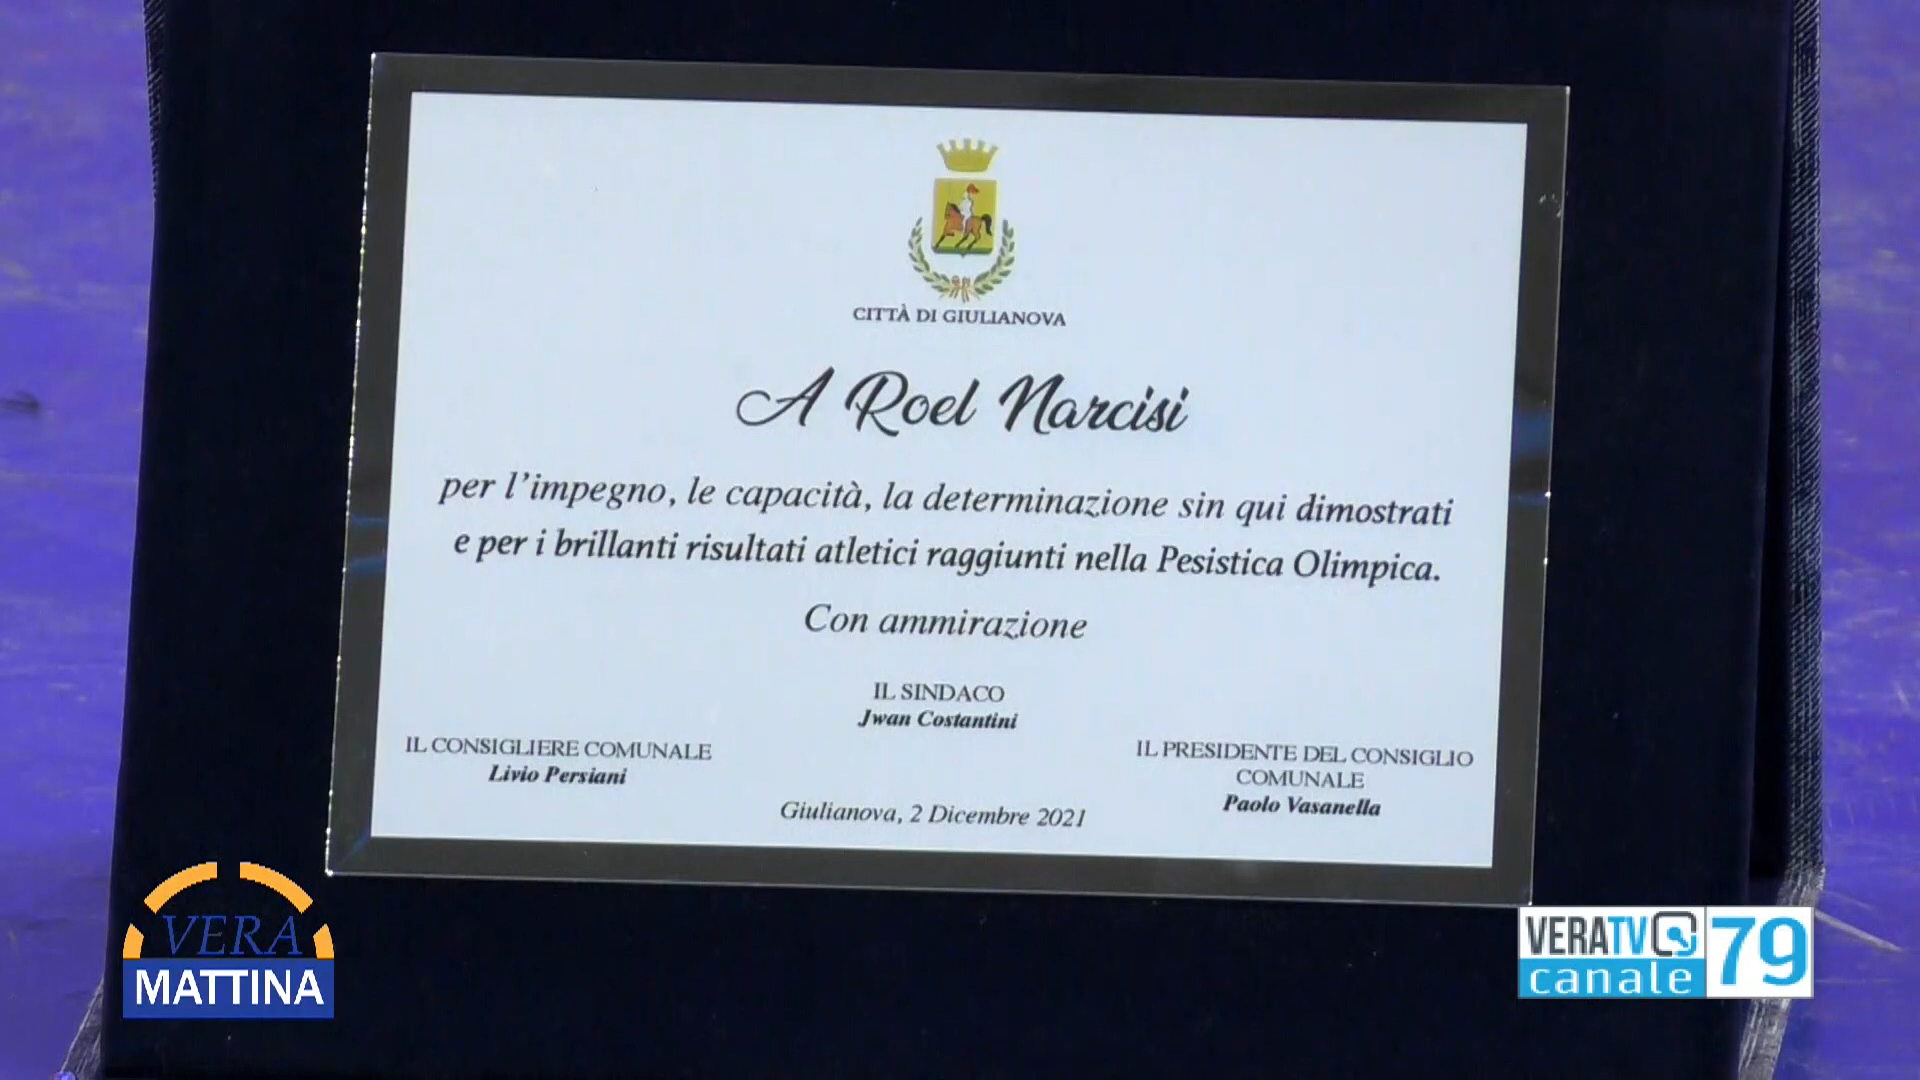 CITTÀ DI GIULIANOVA
A Roel Narcisi
per l'impegno, le capacità, la determinazione sin qui dimostrati
e per i brillanti risultati atletici raggiunti nella Pesistica Olimpica.
Con ammirazione
IL SINDACO
Jwan Costantini
IL CONSIGLIERE COMUNALE
Livio Persiani
IL PRESIDENTE DEL CONSIGLIO
COMUNALE
Paolo Vasanella
Giulianova, 2 Dicembre 2021
VERA
MATTINA
VERATV
canale
79